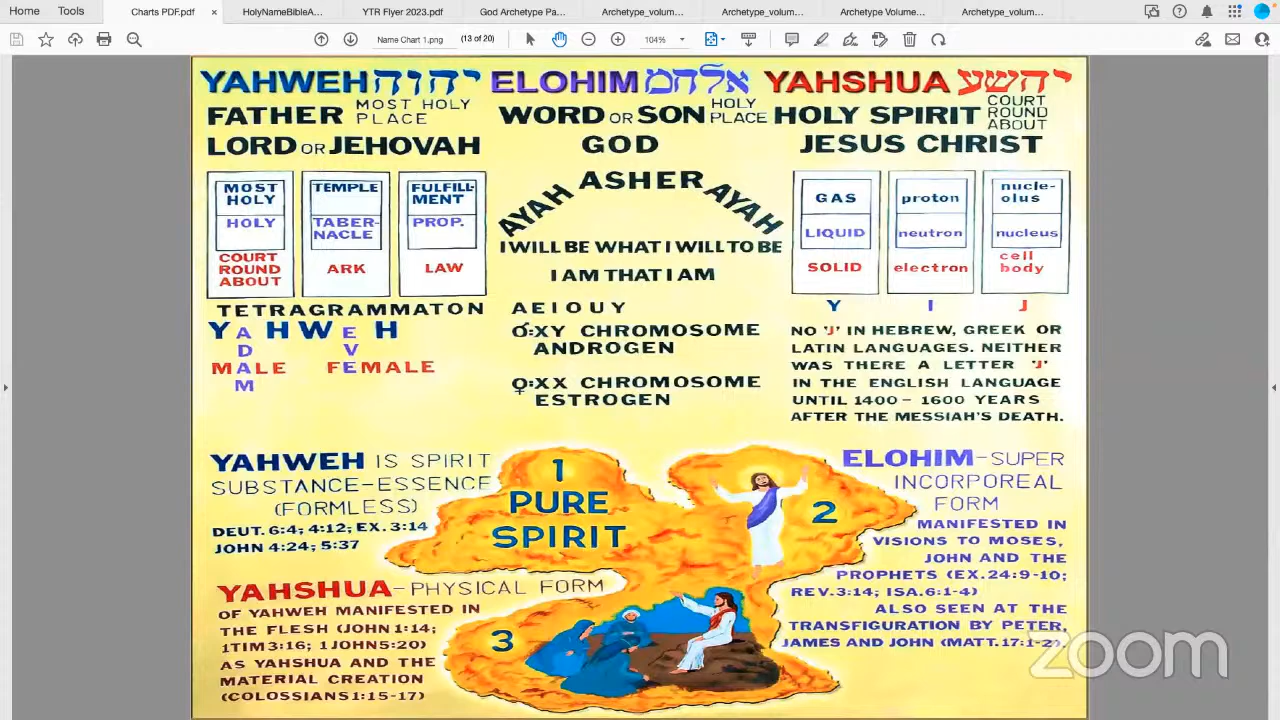 Home
Tools
Charts PDF.pdf
HolyNameBibleA...
YTR Flyer 2023.pdf
God Archetype Pa...
Archetype_volum...
Archetype_volum...
Archetype Volume...
Archetype_volum...
Name Chart 1.png
(13 of 20)
104%
YAHWEH יהוה ELOHIM אלהם YAHSHUA יהשע
FATHER MOST HOLY PLACE
WORD OR SON HOLY PLACE
HOLY SPIRIT COURT ROUND ABOUT
LORD OR JEHOVAH
GOD
JESUS CHRIST
MOST HOLY
HOLY
COURT ROUND ABOUT
TEMPLE
TABER-
NACLE
ARK
FULFILL-
MENT
PROP.
LAW
AYAH ASHER AYAH
I WILL BE WHAT I WILL TO BE
I AM THAT I AM
GAS
LIQUID
SOLID
proton
neutron
electron
nucle-
olus
nucleus
cell
body
TETRAGRAMMATON
YAHWEH
ADAM
EVE
MALE FEMALE
A E I O U Y
♂:XY CHROMOSOME
ANDROGEN
♀:XX CHROMOSOME
ESTROGEN
Y I J
NO 'J' IN HEBREW, GREEK OR
LATIN LANGUAGES. NEITHER
WAS THERE A LETTER 'J'
IN THE ENGLISH LANGUAGE
UNTIL 1400 - 1600 YEARS
AFTER THE MESSIAH'S DEATH.
YAHWEH IS SPIRIT
SUBSTANCE-ESSENCE
(FORMLESS)
DEUT. 6:4; 4:12; EX. 3:14
JOHN 4:24; 5:37
1
PURE
SPIRIT
2
ELOHIM-SUPER
INCORPOREAL
FORM
MANIFESTED IN
VISIONS TO MOSES,
JOHN AND THE
PROPHETS (EX.24:9-10;
REV.3:14; ISA.6:1-4)
ALSO SEEN AT THE
TRANSFIGURATION BY PETER,
JAMES AND JOHN (MATT.17:1-2).
YAHSHUA-PHYSICAL FORM
OF YAHWEH MANIFESTED IN
THE FLESH (JOHN 1:14;
1TIM3:16; 1JOHN5:20)
AS YAHSHUA AND THE
MATERIAL CREATION
(COLOSSIANS1:15-17)
3
zoom